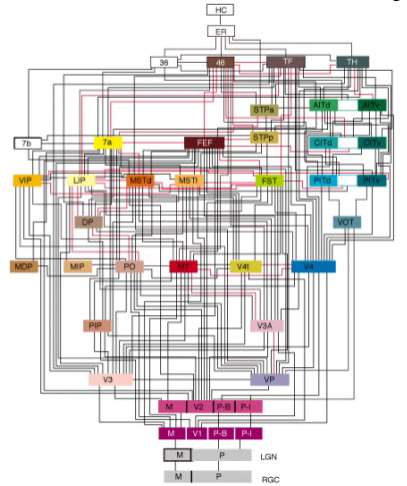 HC
ER
36 46 TF TH
STPa AITd AITv
7b 7a FEF STPp CITd CITv
VIP LIP MSTd MSTl FST PITd PITv
DP VOT
MDP MIP PO MT V4t V4
PIP V3A
V3 VP
M V2 P-B P-I
M V1 P-B P-I
M P LGN
M P RGC